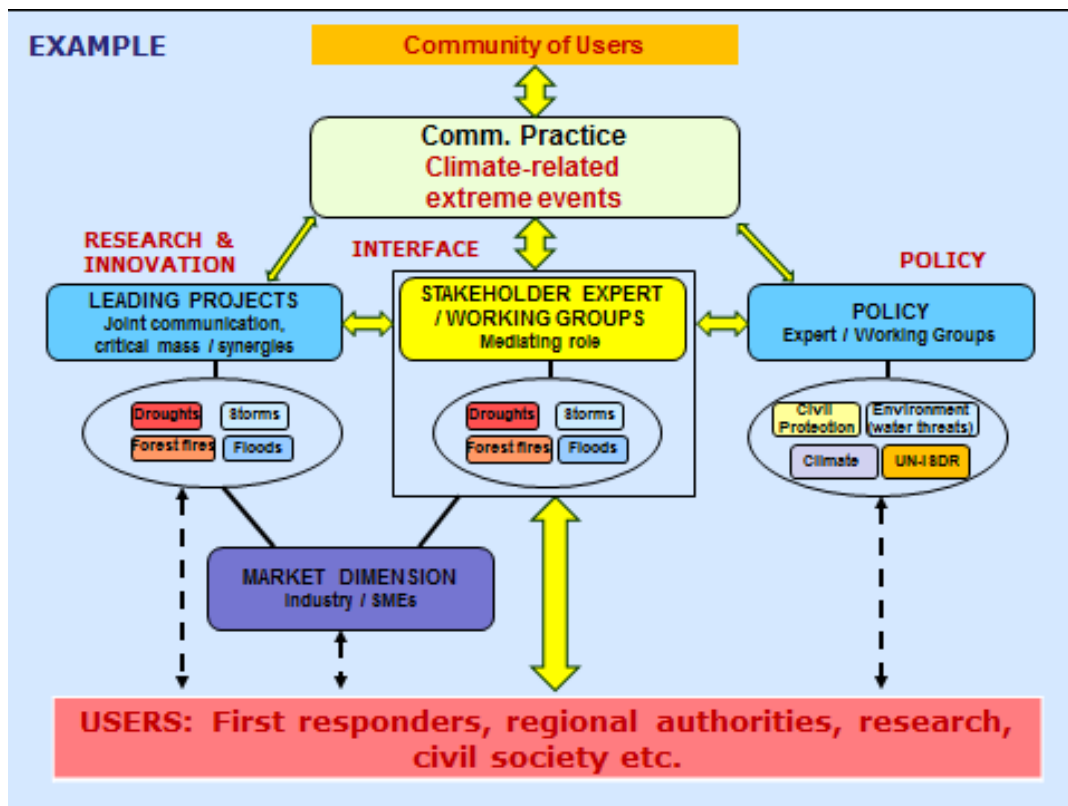 EXAMPLE
Community of Users
Comm. Practice
Climate-related
extreme events
RESEARCH &
INNOVATION
INTERFACE
POLICY
LEADING PROJECTS
Joint communication,
critical mass / synergies
STAKEHOLDER EXPERT
/ WORKING GROUPS
Mediating role
POLICY
Expert / Working Groups
Droughts
Storms
Forest fires
Floods
Droughts
Storms
Forest fires
Floods
Civil
Protection
Environment
(water threats)
Climate
UN-ISDR
MARKET DIMENSION
Industry / SMEs
USERS: First responders, regional authorities, research,
civil society etc.